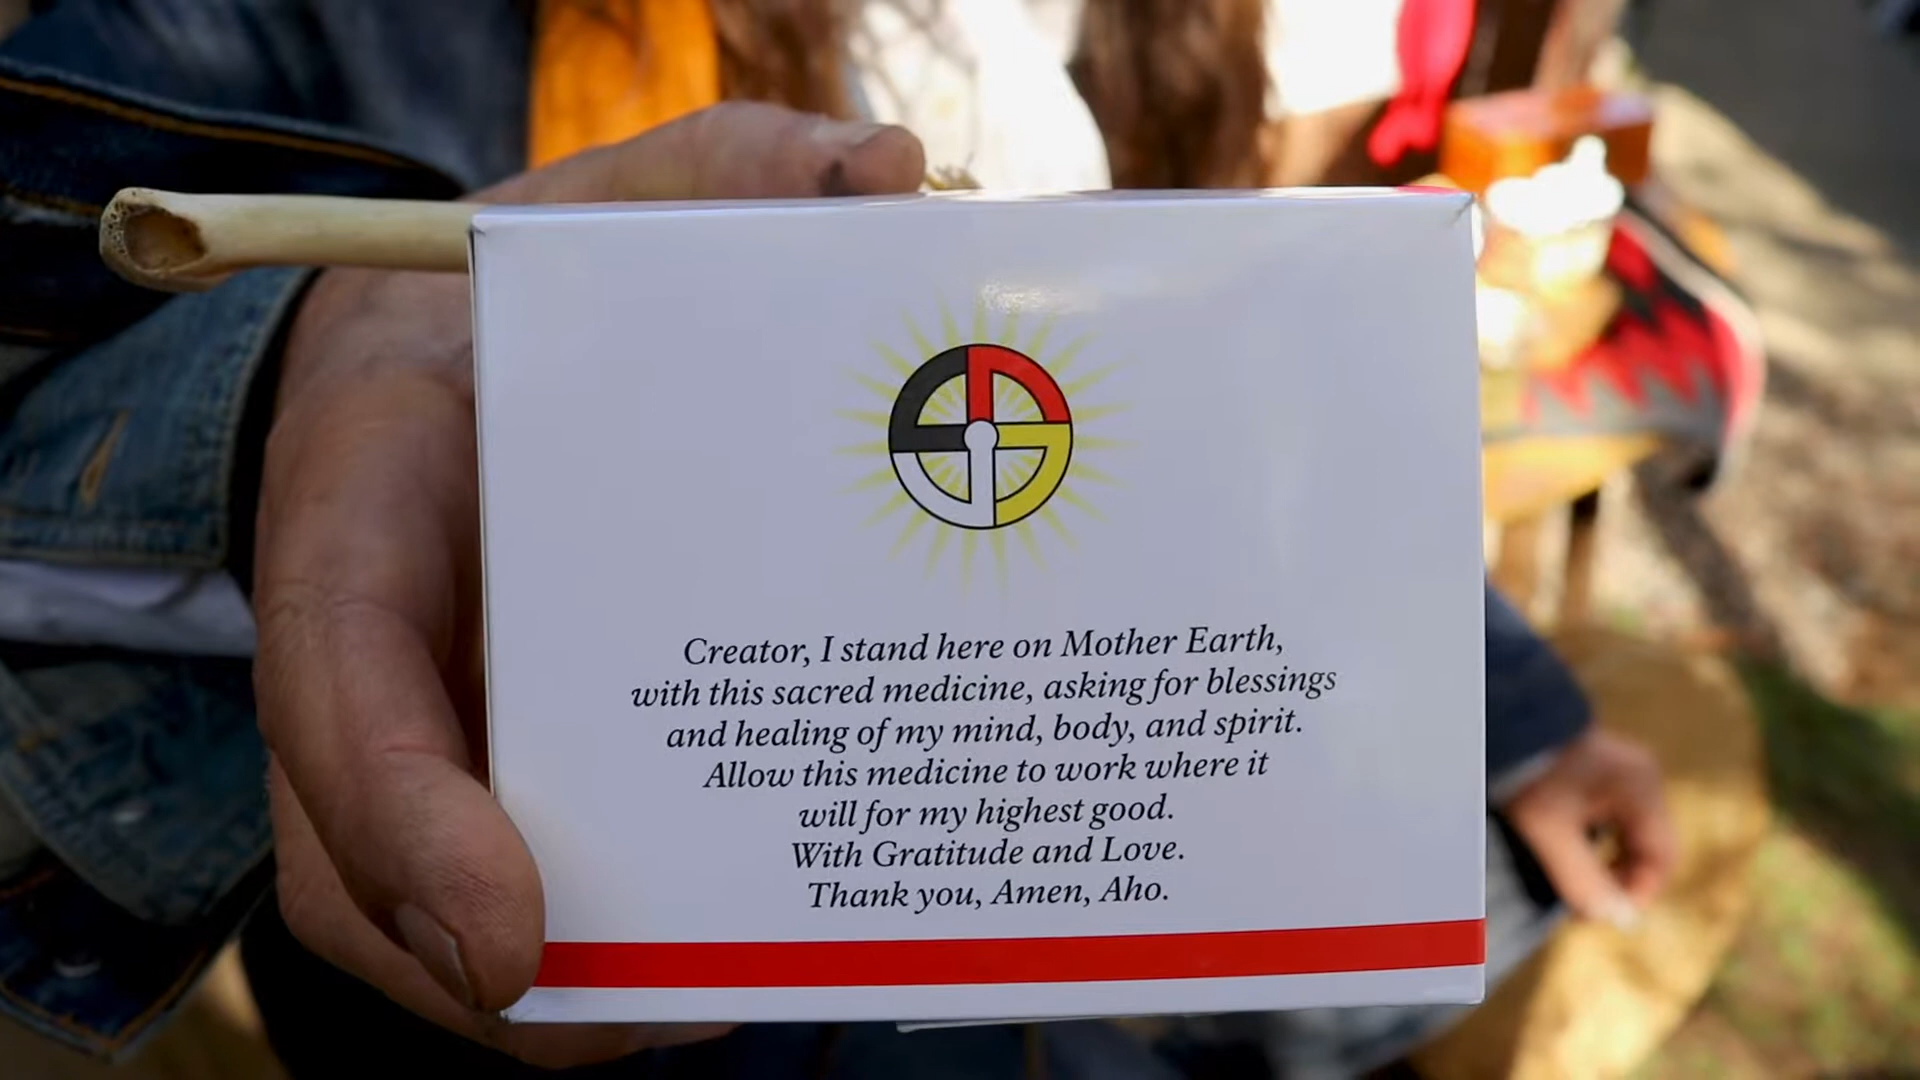 Creator, I stand here on Mother Earth,
with this sacred medicine, asking for blessings
and healing of my mind, body, and spirit.
Allow this medicine to work where it
will for my highest good.
With Gratitude and Love.
Thank you, Amen, Aho.